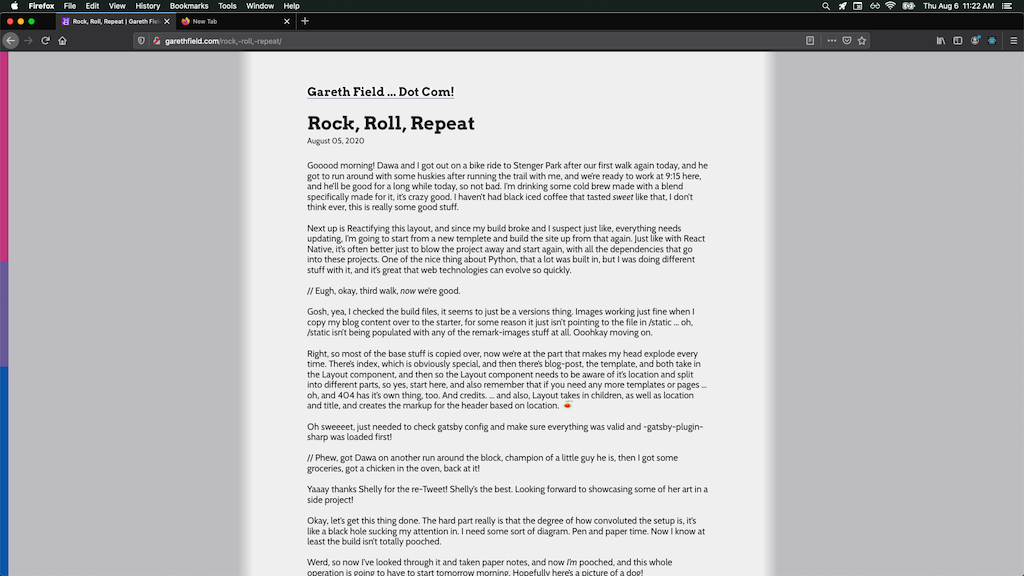 Firefox File Edit View History Bookmarks Tools Window Help Thu Aug 6 11:22 AM
Rock, Roll, Repeat | Gareth Fiel New Tab
garethfield.com/rock,-roll,-repeat/
Gareth Field ... Dot Com!
Rock, Roll, Repeat
August 05, 2020
Gooood morning! Dawa and I got out on a bike ride to Stenger Park after our first walk again today, and he
got to run around with some huskies after running the trail with me, and we're ready to work at 9:15 here,
and he'll be good for a long while today, so not bad. I'm drinking some cold brew made with a blend
specifically made for it, it's crazy good. I haven't had black iced coffee that tasted sweet like that, I don't
think ever, this is really some good stuff.
Next up is Reactifying this layout, and since my build broke and I suspect just like, everything needs
updating, I'm going to start from a new templete and build the site up from that again. Just like with React
Native, it's often better just to blow the project away and start again, with all the dependencies that go
into these projects. One of the nice thing about Python, that a lot was built in, but I was doing different
stuff with it, and it's great that web technologies can evolve so quickly.
// Eugh, okay, third walk, now we're good.
Gosh, yea, I checked the build files, it seems to just be a versions thing. Images working just fine when I
copy my blog content over to the starter, for some reason it just isn't pointing to the file in /static ... oh,
/static isn't being populated with any of the remark-images stuff at all. Ooohkay moving on.
Right, so most of the base stuff is copied over, now we're at the part that makes my head explode every
time. There's index, which is obviously special, and then there's blog-post, the template, and both take in
the Layout component, and then so the Layout component needs to be aware of it's location and split
into different parts, so yes, start here, and also remember that if you need any more templates or pages ...
oh, and 404 has it's own thing, too. And credits. ... and also, Layout takes in children, as well as location
and title, and creates the markup for the header based on location.
Oh sweeeet, just needed to check gatsby config and make sure everything was valid and -gatsby-plugin-
sharp was loaded first!
// Phew, got Dawa on another run around the block, champion of a little guy he is, then I got some
groceries, got a chicken in the oven, back at it!
Yaaay thanks Shelly for the re-Tweet! Shelly's the best. Looking forward to showcasing some of her art in a
side project!
Okay, let's get this thing done. The hard part really is that the degree of how convoluted the setup is, it's
like a black hole sucking my attention in. I need some sort of diagram. Pen and paper time. Now I know at
least the build isn't totally pooched.
Werd, so now I've looked through it and taken paper notes, and now I'm pooched, and this whole
operation is going to have to start tomorrow morning. Hopefully here's a picture of a dog!